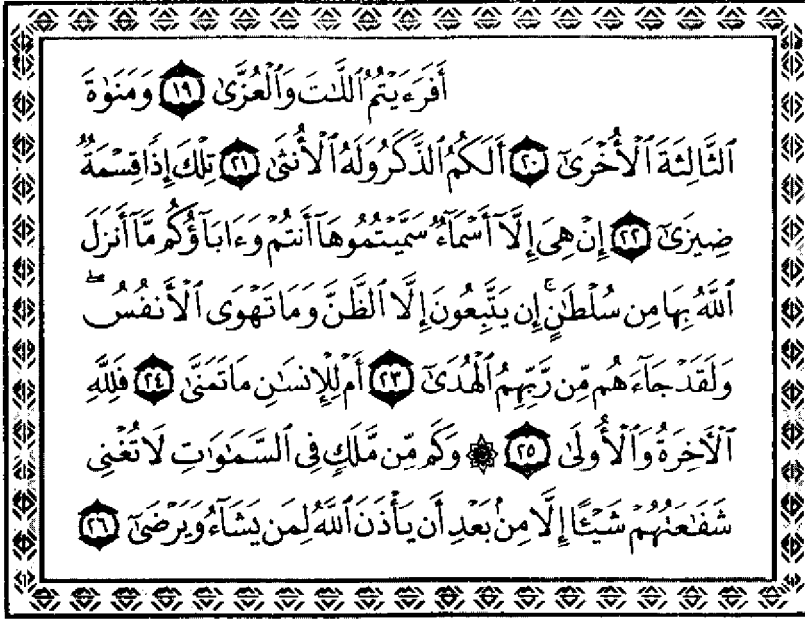 أَفَرَءَيْتُمُ ٱللَّٰتَ وَٱلْعُزَّىٰ ١٩ وَمَنَوٰةَ
ٱلثَّالِثَةَ ٱلْأُخْرَىٰٓ ٢٠ أَلَكُمُ ٱلذَّكَرُ وَلَهُ ٱلْأُنثَىٰ ٢١ تِلْكَ إِذًا قِسْمَةٌ
ضِيزَىٰٓ ٢٢ إِنْ هِىَ إِلَّآ أَسْمَآءٌ سَمَّيْتُمُوهَآ أَنتُمْ وَءَابَآؤُكُم مَّآ أَنزَلَ
ٱللَّهُ بِهَا مِن سُلْطَٰنٍ ۚ إِن يَتَّبِعُونَ إِلَّا ٱلظَّنَّ وَمَا تَهْوَى ٱلْأَنفُسُ ۖ
وَلَقَدْ جَآءَهُم مِّن رَّبِّهِمُ ٱلْهُدَىٰٓ ٢٣ أَمْ لِلْإِنسَٰنِ مَا تَمَنَّىٰ ٢٤ فَلِلَّهِ
ٱلْءَاخِرَةُ وَٱلْأُولَىٰ ٢٥ ۞ وَكَم مِّن مَّلَكٍ فِى ٱلسَّمَٰوَٰتِ لَا تُغْنِى
شَفَٰعَتُهُمْ شَيْـًٔا إِلَّا مِنۢ بَعْدِ أَن يَأْذَنَ ٱللَّهُ لِمَن يَشَآءُ وَيَرْضَىٰٓ ٢٦